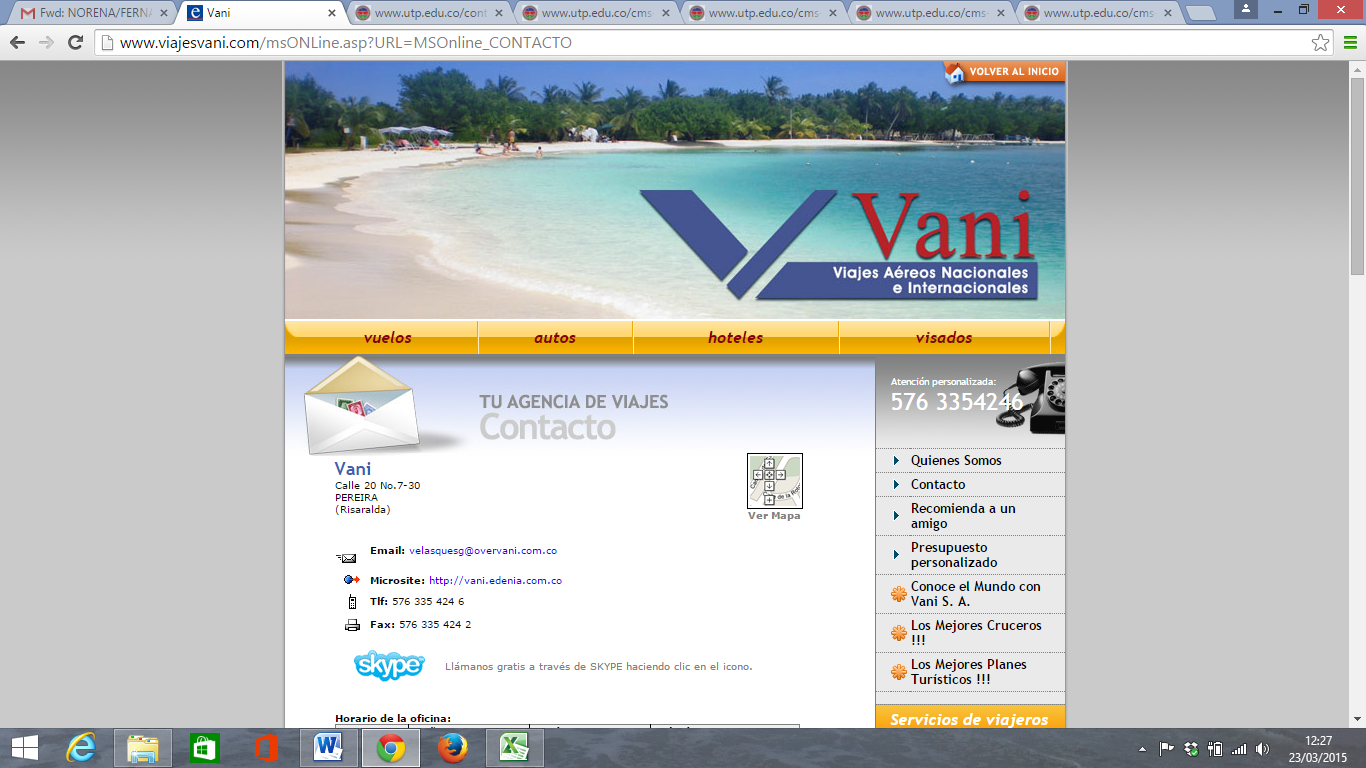 Fwd: NORENA/FERNA
Vani
www.utp.edu.co/cont
www.utp.edu.co/cms-
www.utp.edu.co/cms-
www.utp.edu.co/cms-
www.utp.edu.co/cms-
www.viajesvani.com/msONLine.asp?URL=MSOnline_CONTACTO
VOLVER AL INICIO
Vani
Viajes Aéreos Nacionales
e Internacionales
vuelos
autos
hoteles
visados
TU AGENCIA DE VIAJES
Contacto
Atención personalizada:
576 3354246
Vani
Calle 20 No.7-30
PEREIRA
(Risaralda)
Ver Mapa
Email: velasquesg@overvani.com.co
Microsite: http://vani.edenia.com.co
Tlf: 576 335 424 6
Fax: 576 335 424 2
skype
Llámanos gratis a través de SKYPE haciendo clic en el icono.
Horario de la oficina:
Quienes Somos
Contacto
Recomienda a un
amigo
Presupuesto
personalizado
Conoce el Mundo con
Vani S. A.
Los Mejores Cruceros
!!!
Los Mejores Planes
Turísticos !!!
Servicios de viajeros
12:27
23/03/2015